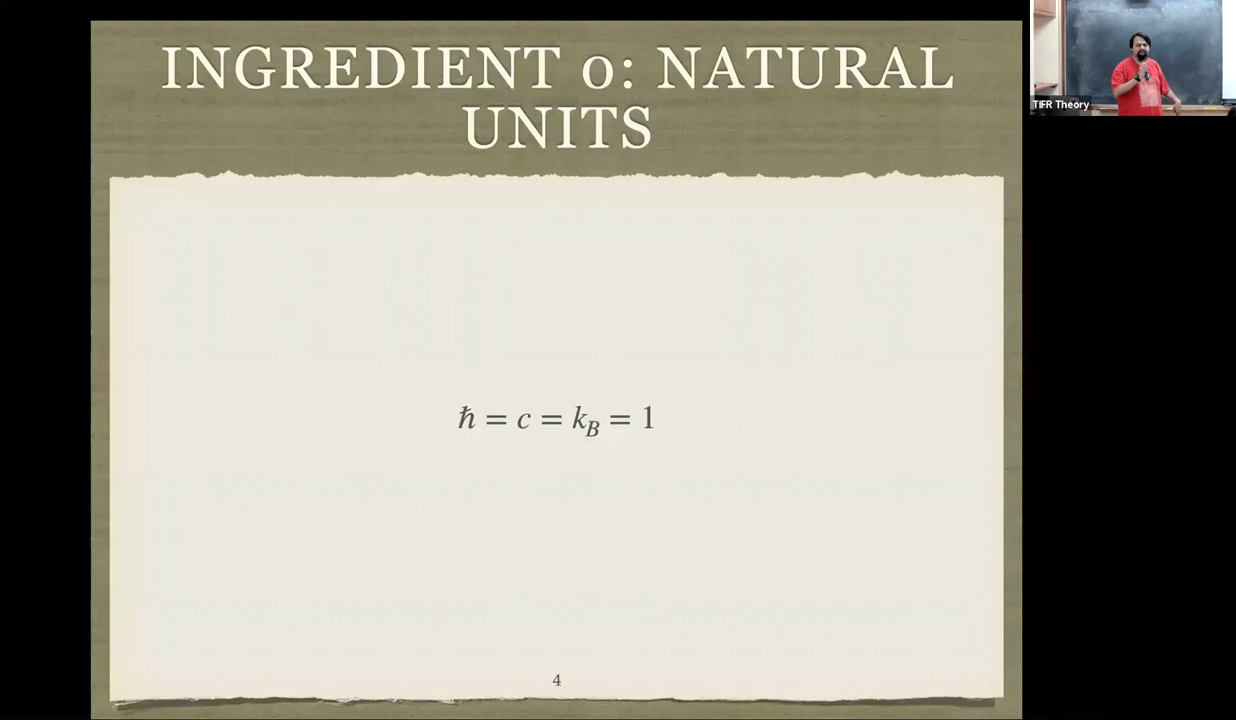 INGREDIENT 0: NATURAL
UNITS
ħ = c = k_B = 1
4
TIFR Theory